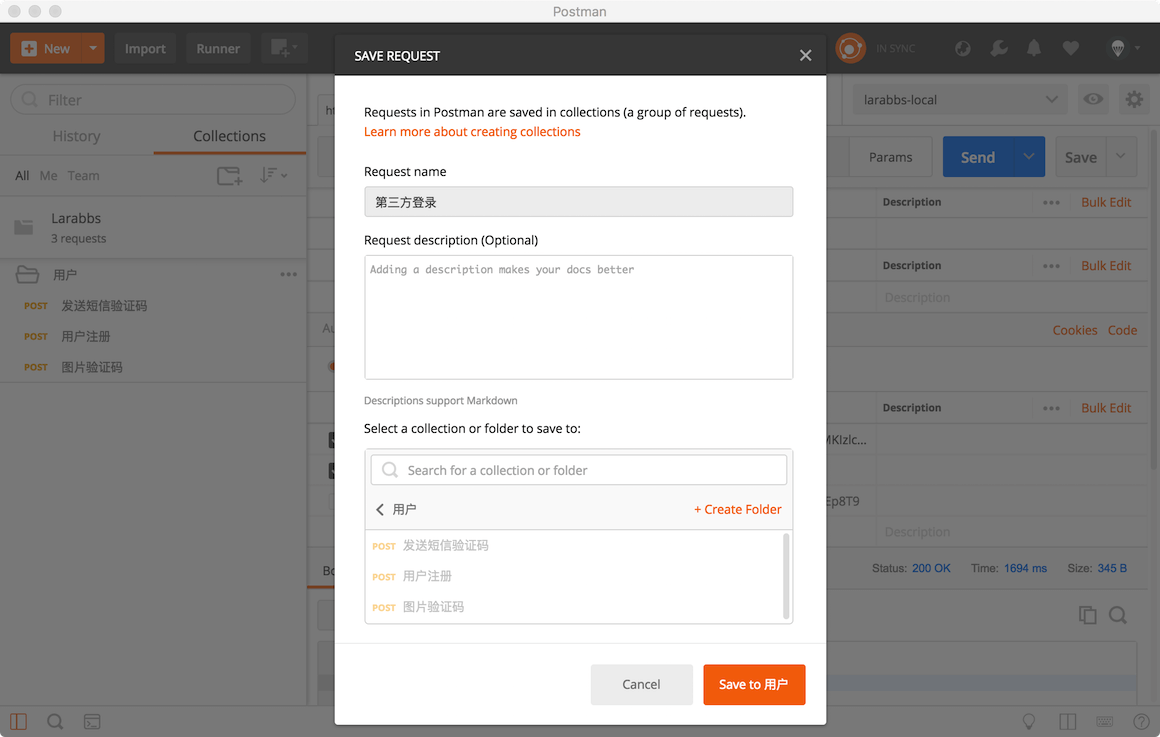 Postman
New
Import
Runner
IN SYNC
SAVE REQUEST
Filter
larabbs-local
History
Collections
Requests in Postman are saved in collections (a group of requests).
Learn more about creating collections
Params
Send
Save
All Me Team
Request name
第三方登录
Description
Bulk Edit
Larabbs
3 requests
Request description (Optional)
Adding a description makes your docs better
Description
Bulk Edit
用户
Description
POST 发送短信验证码
POST 用户注册
POST 图片验证码
Cookies Code
Descriptions support Markdown
Description
Bulk Edit
Select a collection or folder to save to:
MKIzlc...
Search for a collection or folder
Ep8T9
用户
+ Create Folder
Description
POST 发送短信验证码
POST 用户注册
POST 图片验证码
Status: 200 OK Time: 1694 ms Size: 345 B
Cancel
Save to 用户